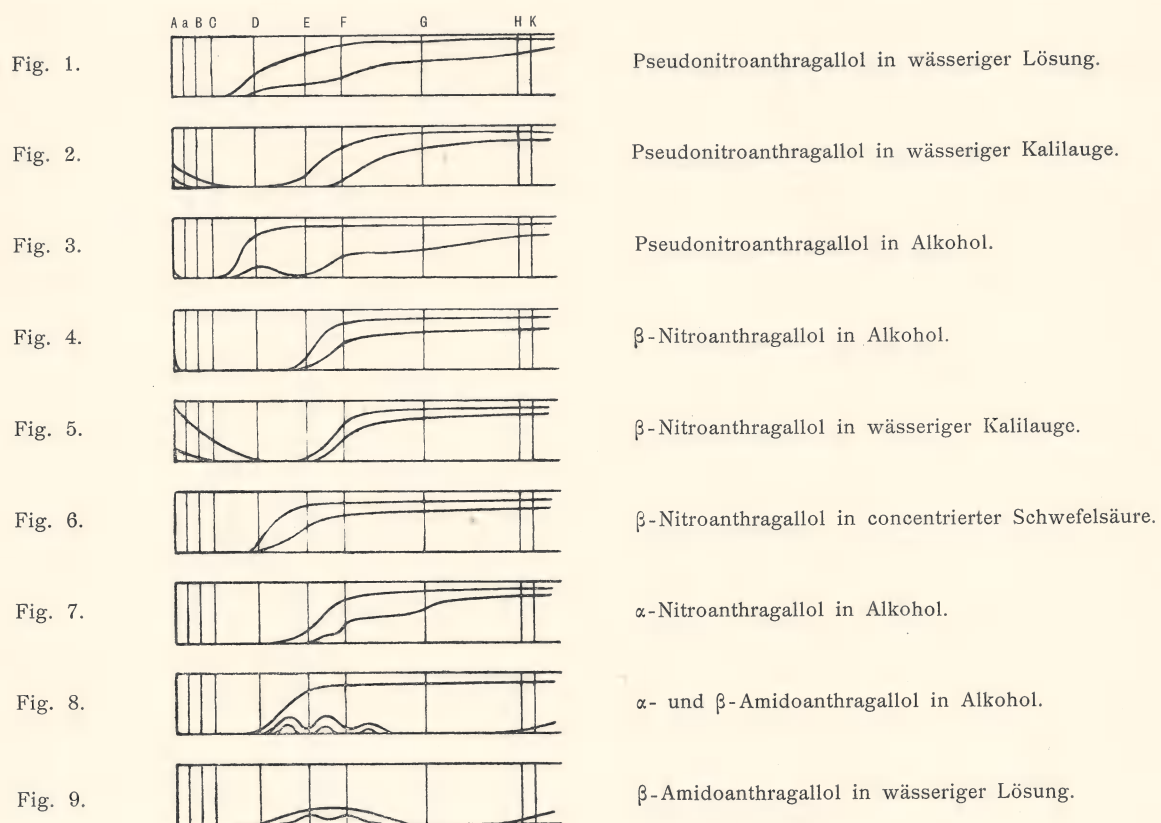 A a B C D E F G H K
Fig. 1. Pseudonitroanthragallol in wässeriger Lösung.
Fig. 2. Pseudonitroanthragallol in wässeriger Kalilauge.
Fig. 3. Pseudonitroanthragallol in Alkohol.
Fig. 4. β-Nitroanthragallol in Alkohol.
Fig. 5. β-Nitroanthragallol in wässeriger Kalilauge.
Fig. 6. β-Nitroanthragallol in concentrierter Schwefelsäure.
Fig. 7. α-Nitroanthragallol in Alkohol.
Fig. 8. α- und β-Amidoanthragallol in Alkohol.
Fig. 9. β-Amidoanthragallol in wässeriger Lösung.